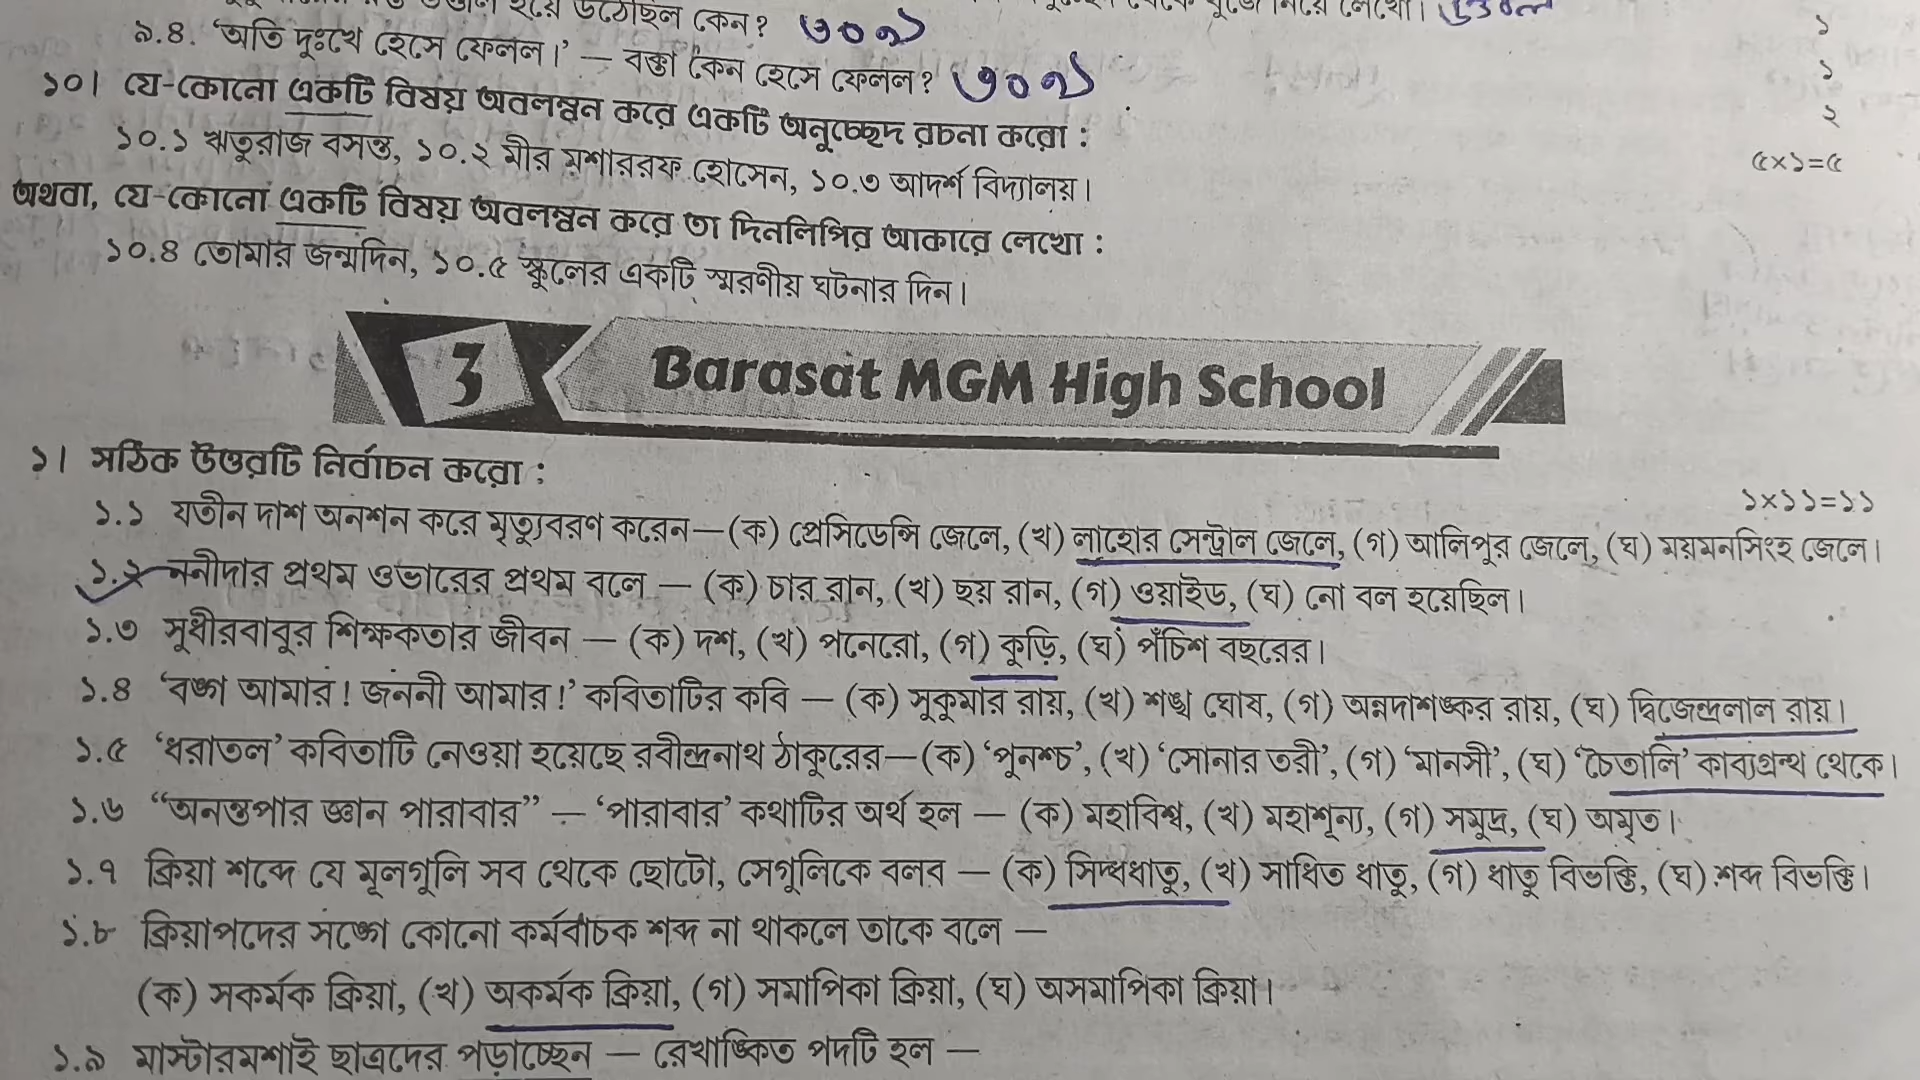 হয়ে উঠেছিল কেন? ৩০৯
নিয়ে লেখো।
৯.৪. ‘অতি দুঃখে হেসে ফেলল।’ — বক্তা কেন হেসে ফেলল? ৩০৯
১
১
২
১০। যে-কোনো একটি বিষয় অবলম্বন করে একটি অনুচ্ছেদ রচনা করো :
৫×১=৫
১০.১ ঋতুরাজ বসন্ত, ১০.২ মীর মশাররফ হোসেন, ১০.৩ আদর্শ বিদ্যালয়।
অথবা, যে-কোনো একটি বিষয় অবলম্বন করে তা দিনলিপির আকারে লেখো :
১০.৪ তোমার জন্মদিন, ১০.৫ স্কুলের একটি স্মরণীয় ঘটনার দিন।
3 Barasat MGM High School
১। সঠিক উত্তরটি নির্বাচন করো :
১×১১=১১
১.১ যতীন দাশ অনশন করে মৃত্যুবরণ করেন—(ক) প্রেসিডেন্সি জেলে, (খ) লাহোর সেন্ট্রাল জেলে, (গ) আলিপুর জেলে, (ঘ) ময়মনসিংহ জেলে।
১.২ ননীদার প্রথম ওভারের প্রথম বলে — (ক) চার রান, (খ) ছয় রান, (গ) ওয়াইড, (ঘ) নো বল হয়েছিল।
১.৩ সুধীরবাবুর শিক্ষকতার জীবন — (ক) দশ, (খ) পনেরো, (গ) কুড়ি, (ঘ) পঁচিশ বছরের।
১.৪ ‘বঙ্গ আমার! জননী আমার!’ কবিতাটির কবি — (ক) সুকুমার রায়, (খ) শঙ্খ ঘোষ, (গ) অন্নদাশঙ্কর রায়, (ঘ) দ্বিজেন্দ্রলাল রায়।
১.৫ ‘ধরাতল’ কবিতাটি নেওয়া হয়েছে রবীন্দ্রনাথ ঠাকুরের—(ক) ‘পুনশ্চ’, (খ) ‘সোনার তরী’, (গ) ‘মানসী’, (ঘ) ‘চৈতালি’ কাব্যগ্রন্থ থেকে।
১.৬ “অনন্তপার জ্ঞান পারাবার” — ‘পারাবার’ কথাটির অর্থ হল — (ক) মহাবিশ্ব, (খ) মহাশূন্য, (গ) সমুদ্র, (ঘ) অমৃত।
১.৭ ক্রিয়া শব্দে যে মূলগুলি সব থেকে ছোটো, সেগুলিকে বলব — (ক) সিদ্ধধাতু, (খ) সাধিত ধাতু, (গ) ধাতু বিভক্তি, (ঘ) শব্দ বিভক্তি।
১.৮ ক্রিয়াপদের সঙ্গে কোনো কর্মবাচক শব্দ না থাকলে তাকে বলে —
(ক) সকর্মক ক্রিয়া, (খ) অকর্মক ক্রিয়া, (গ) সমাপিকা ক্রিয়া, (ঘ) অসমাপিকা ক্রিয়া।
১.৯ মাস্টারমশাই ছাত্রদের পড়াচ্ছেন — রেখাঙ্কিত পদটি হল —